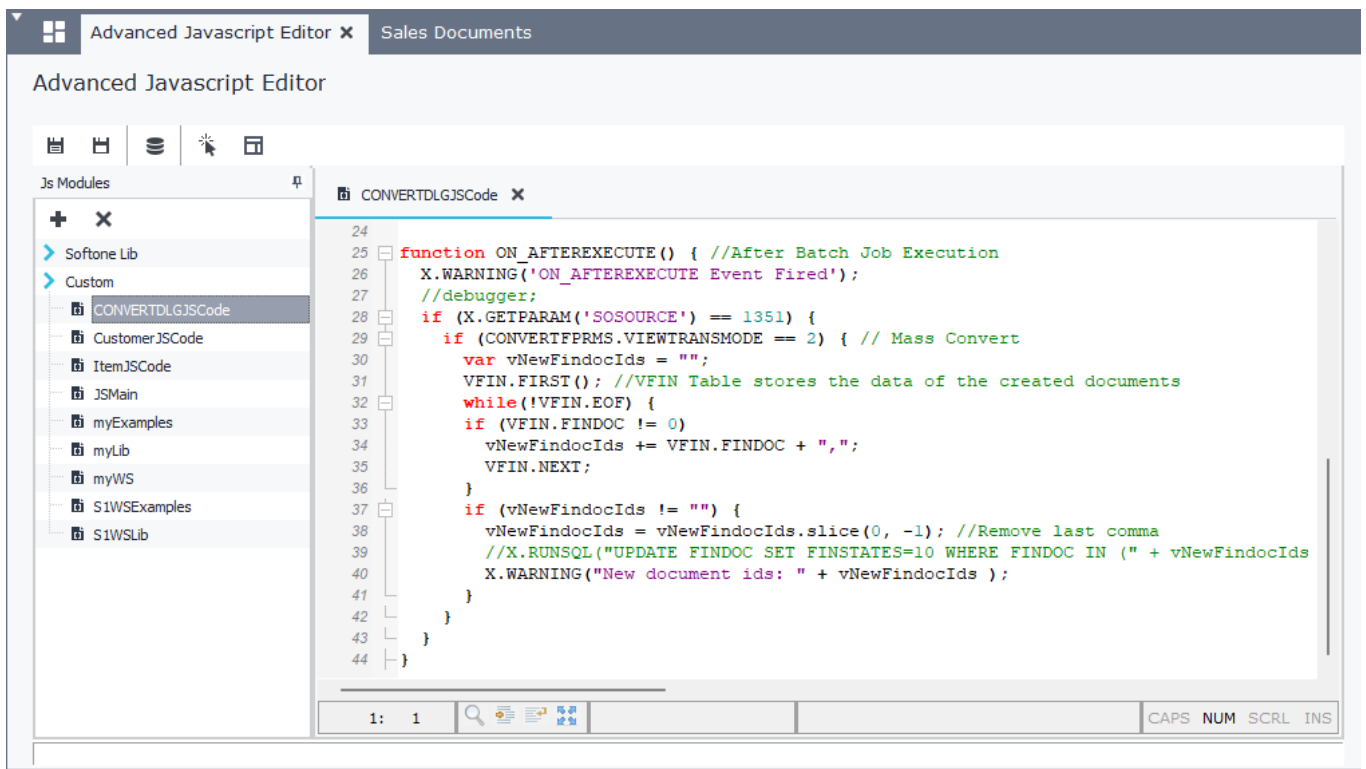 Advanced Javascript Editor
Sales Documents
Advanced Javascript Editor
Js Modules
Softone Lib
Custom
CONVERTDLGJSCode
CustomerJSCode
ItemJSCode
JSMain
myExamples
myLib
myWS
S1WSExamples
S1WSLib
CONVERTDLGJSCode
24
25 function ON_AFTEREXECUTE() { //After Batch Job Execution
26 X.WARNING('ON_AFTEREXECUTE Event Fired');
27 //debugger;
28 if (X.GETPARAM('SOSOURCE') == 1351) {
29 if (CONVERTFPRMS.VIEWTRANSMODE == 2) { // Mass Convert
30 var vNewFindocIds = "";
31 VFIN.FIRST(); //VFIN Table stores the data of the created documents
32 while(!VFIN.EOF) {
33 if (VFIN.FINDOC != 0)
34 vNewFindocIds += VFIN.FINDOC + ",";
35 VFIN.NEXT;
36 }
37 if (vNewFindocIds != "") {
38 vNewFindocIds = vNewFindocIds.slice(0, -1); //Remove last comma
39 //X.RUNSQL("UPDATE FINDOC SET FINSTATES=10 WHERE FINDOC IN (" + vNewFindocIds
40 X.WARNING("New document ids: " + vNewFindocIds );
41 }
42 }
43 }
44 }
1: 1
CAPS NUM SCRL INS